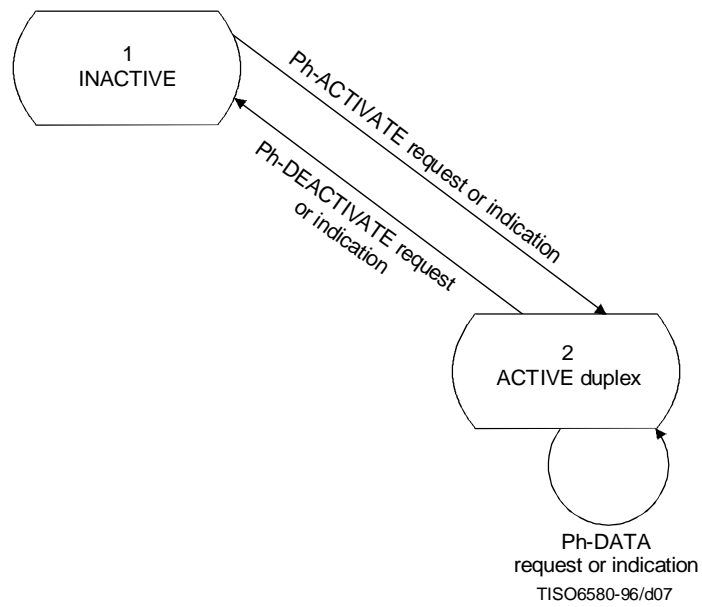 1
INACTIVE
Ph-ACTIVATE request or indication
Ph-DEACTIVATE request
or indication
2
ACTIVE duplex
Ph-DATA
request or indication
TISO6580-96/d07